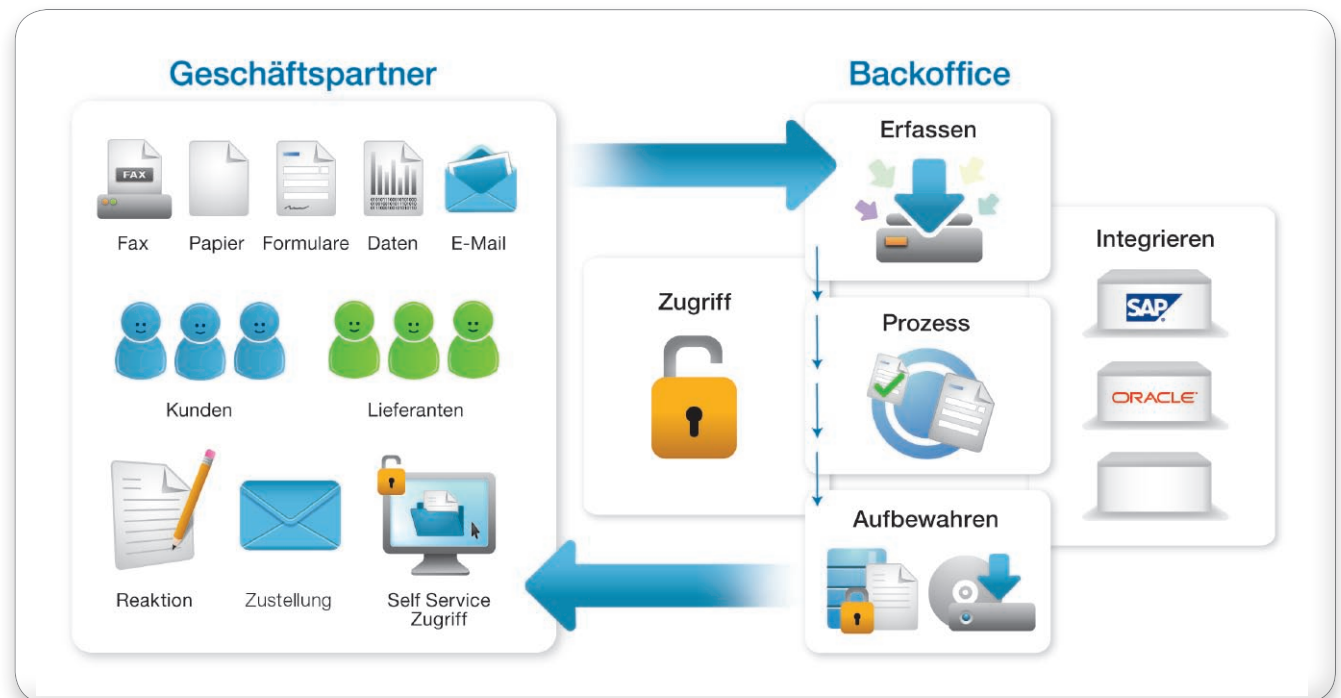 Geschäftspartner
FAX
Fax Papier Formulare Daten E-Mail
Kunden Lieferanten
Reaktion Zustellung Self Service
Zugriff
Backoffice
Erfassen
Zugriff
Prozess
Aufbewahren
Integrieren
SAP
ORACLE